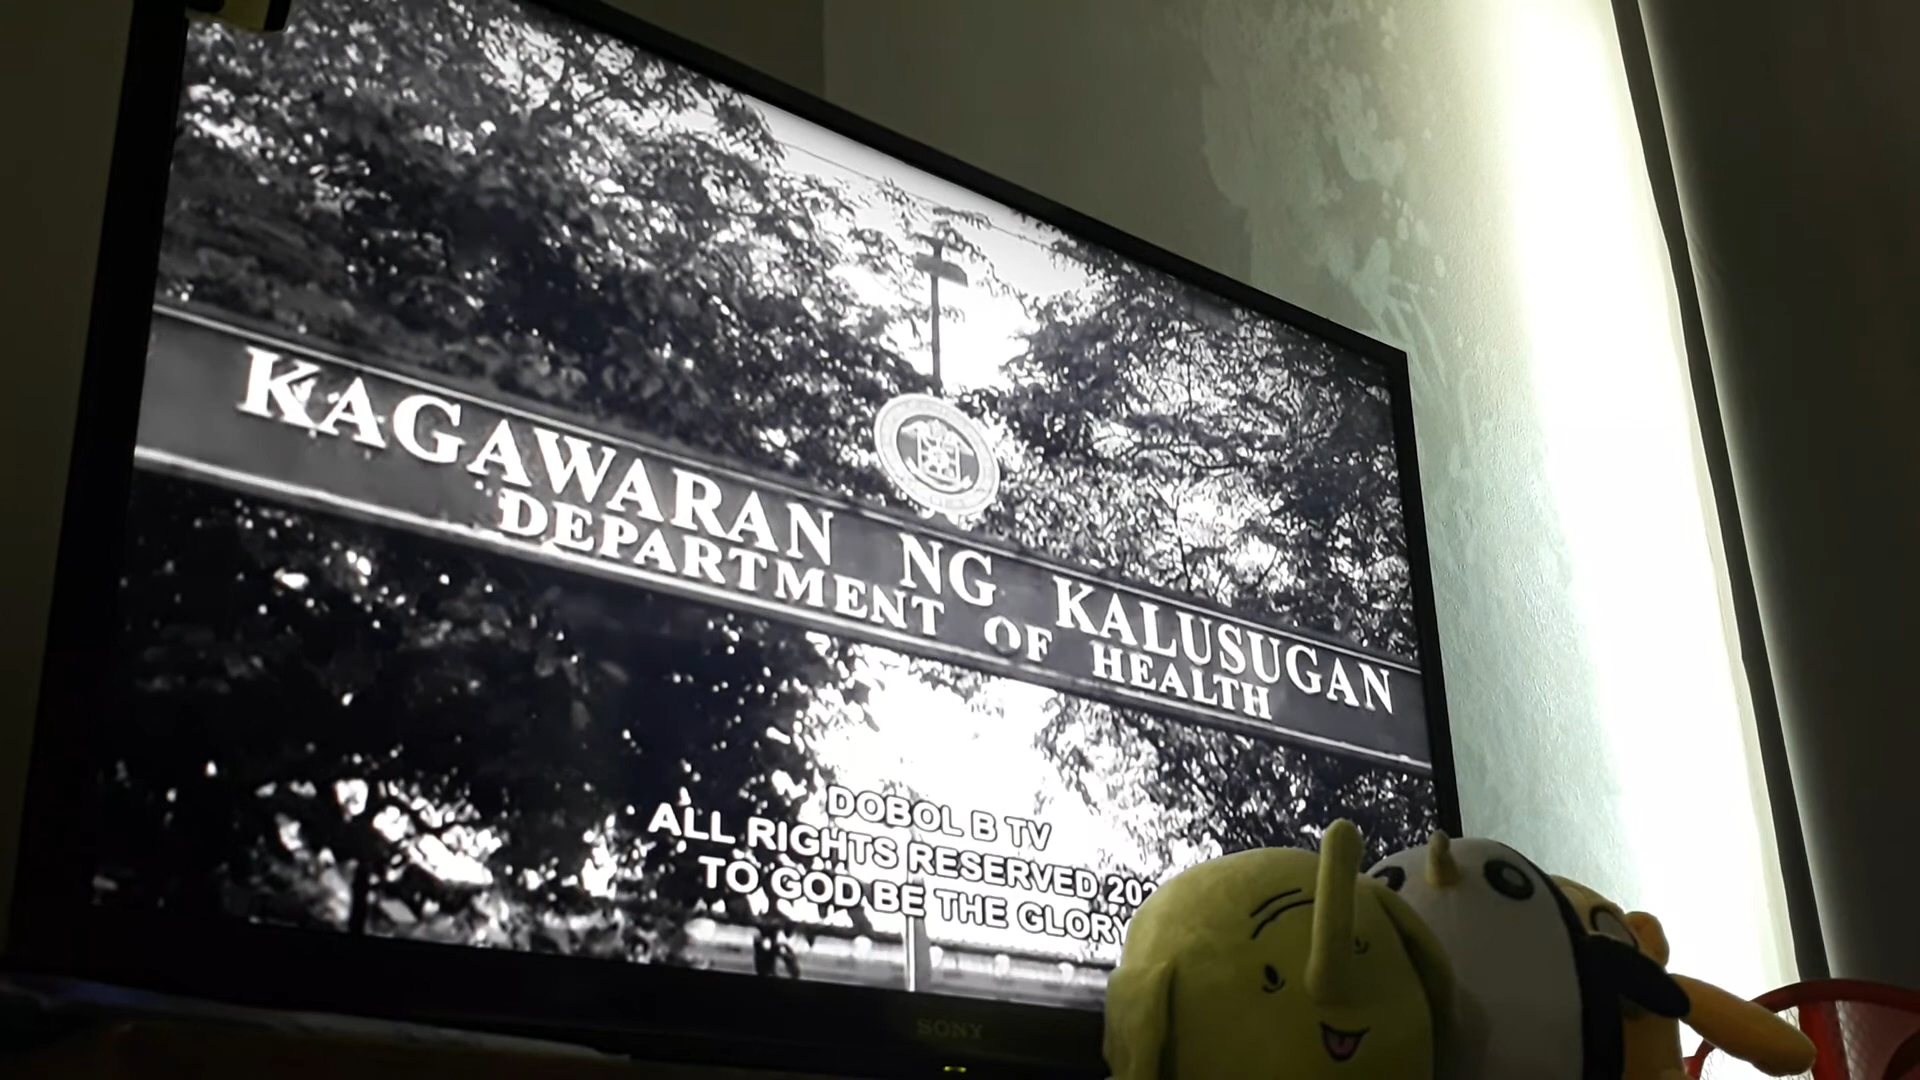 KAGAWARAN NG KALUSUGAN
DEPARTMENT OF HEALTH
DOBOL B TV
ALL RIGHTS RESERVED
TO GOD BE THE GLORY
SONY